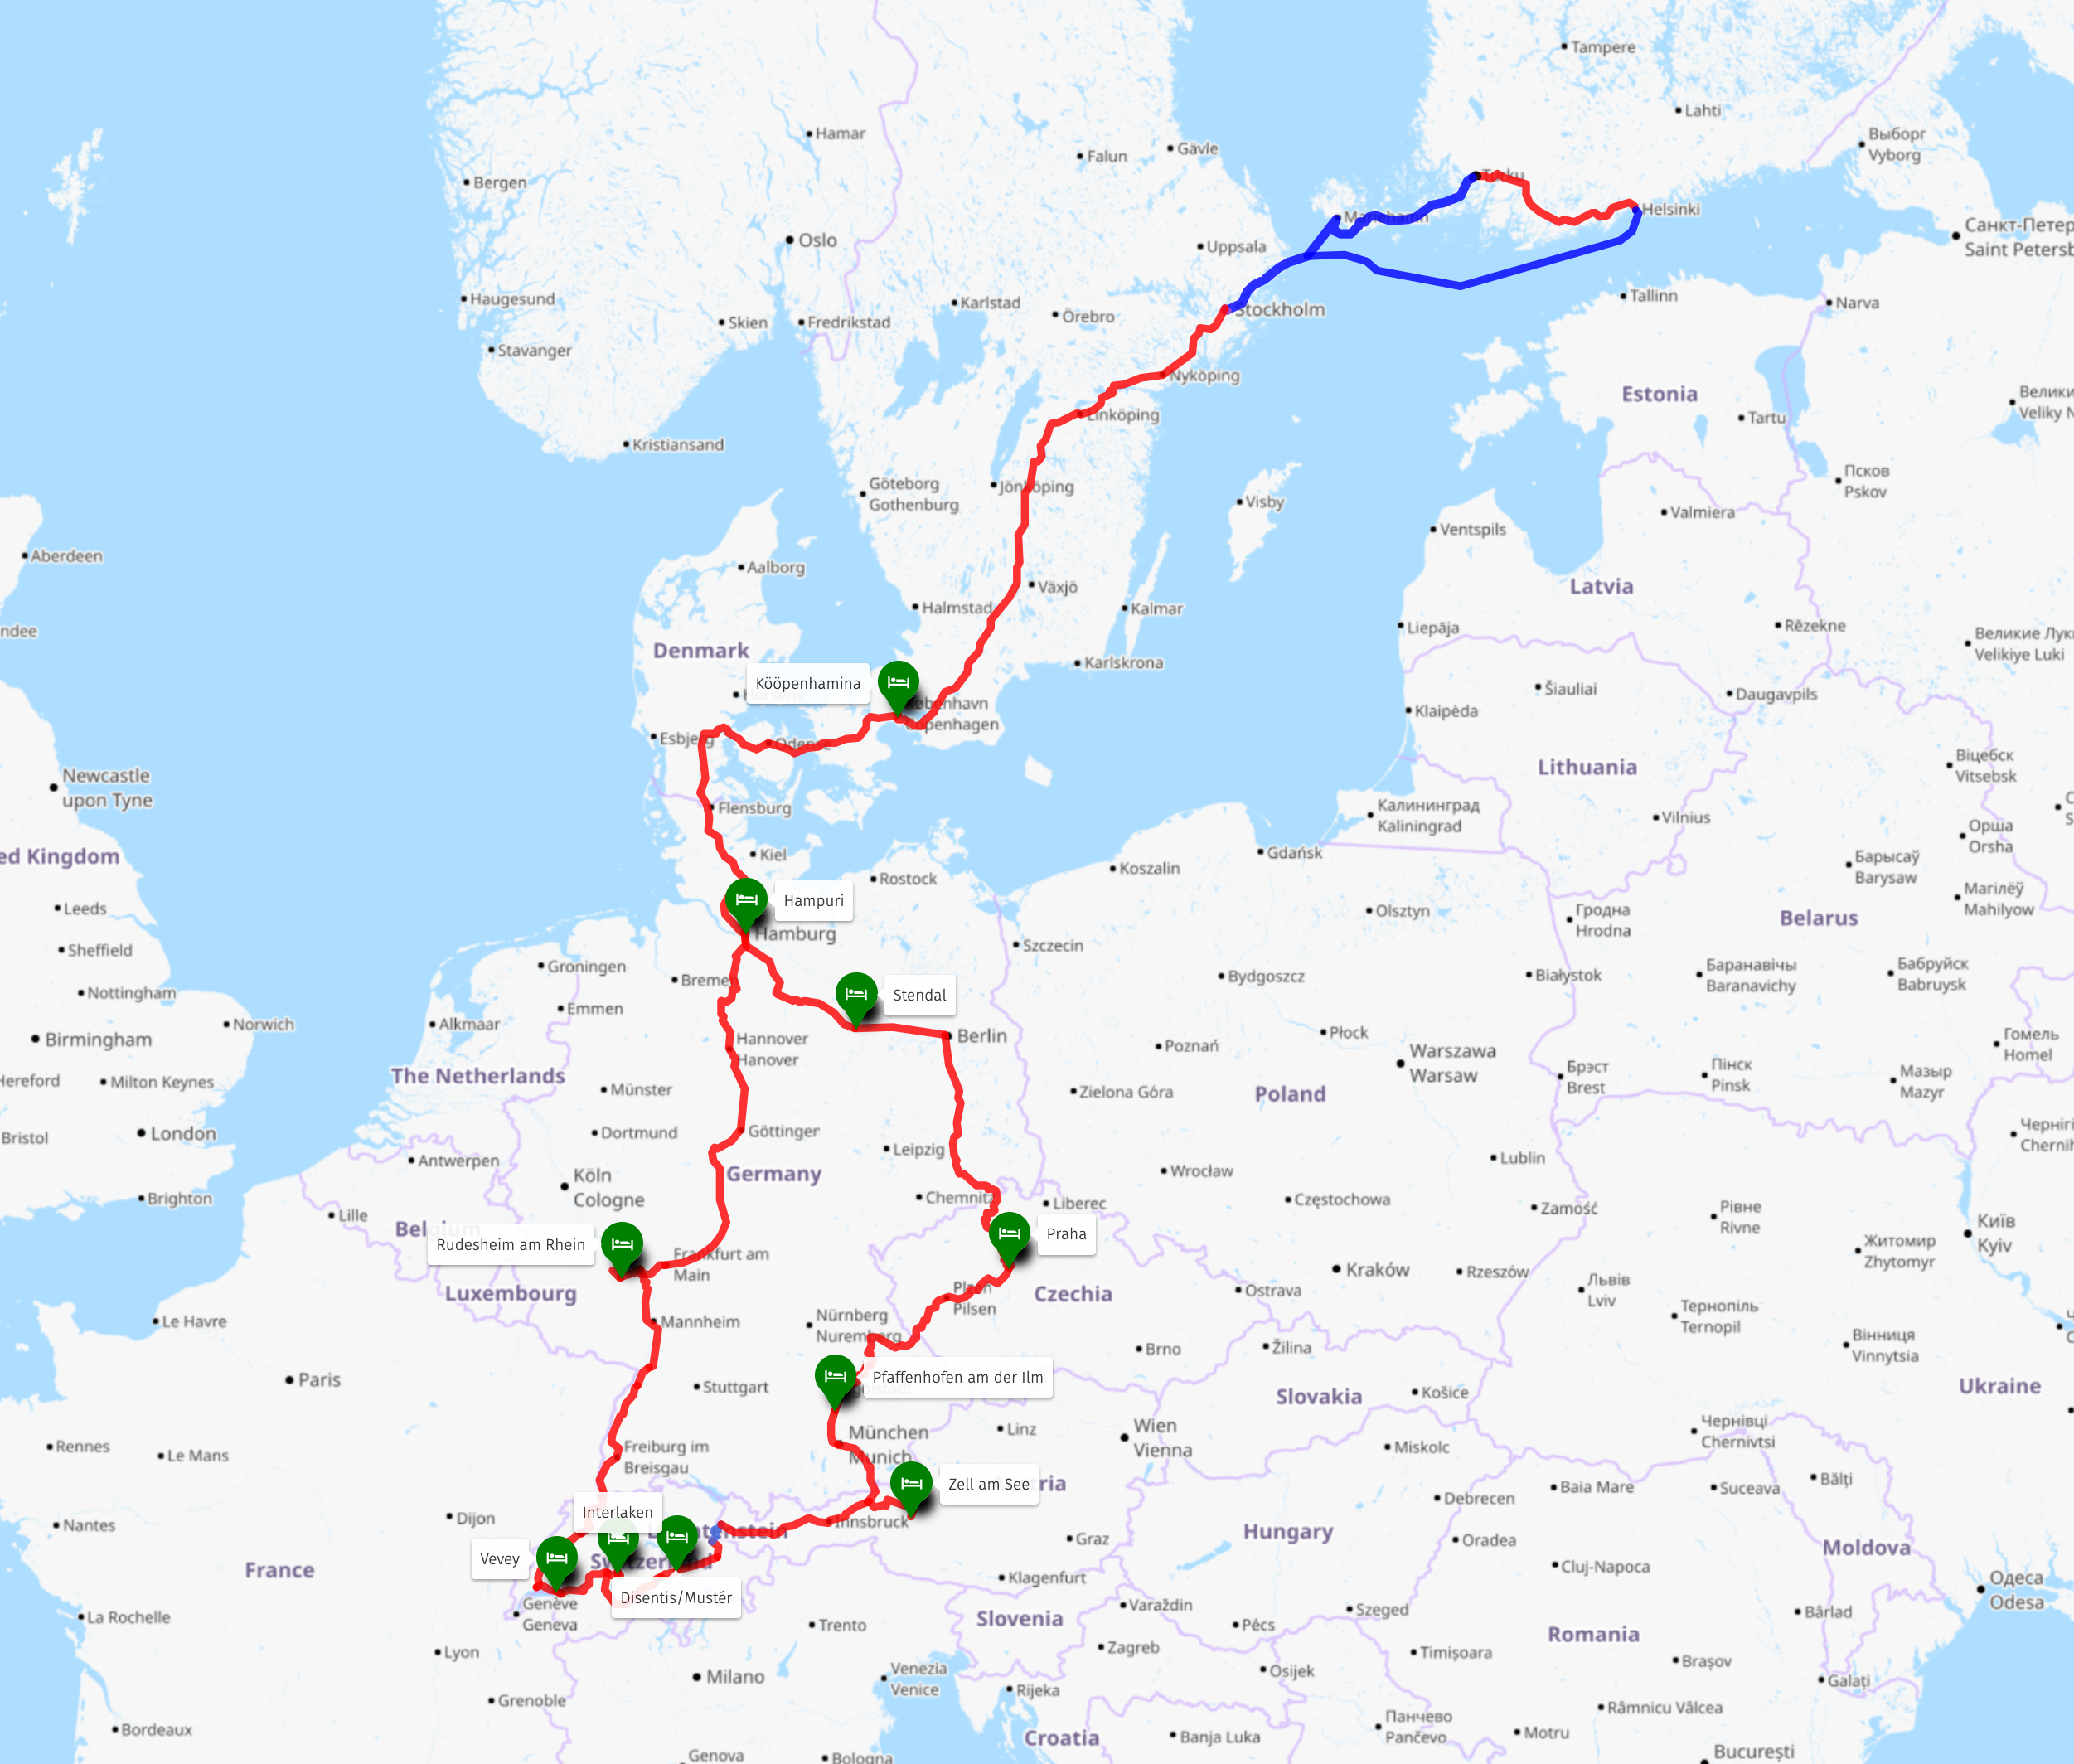 Tampere
Lahti
Выборг
Vyborg
Hamar
Falun
Gävle
Bergen
Turku
Helsinki
Mariehamn
Санкт-Петер
Saint Petersb
Oslo
Uppsala
Haugesund
Karlstad
Örebro
Stockholm
Tallinn
Narva
Skien
Fredrikstad
Stavanger
Nyköping
Estonia
Велики
Veliky N
Linköping
Tartu
Kristiansand
Göteborg
Gothenburg
Jönköping
Visby
Псков
Pskov
Valmiera
Ventspils
Aberdeen
Aalborg
Växjö
Latvia
Halmstad
Kalmar
ndee
Liepāja
Rēzekne
Великие Луки
Velikiye Luki
Denmark
Karlskrona
Kööpenhamina
København
Copenhagen
Šiauliai
Daugavpils
Klaipėda
Esbjerg
Odense
Newcastle
upon Tyne
Lithuania
Віцебск
Vitsebsk
Flensburg
Калининград
Kaliningrad
Vilnius
Орша
Orsha
ed Kingdom
Kiel
Gdańsk
Koszalin
Барысаў
Barysaw
Rostock
Leeds
Hampuri
Hamburg
Olsztyn
Гродна
Hrodna
Belarus
Магілёў
Mahilyow
Sheffield
Szczecin
Groningen
Bremen
Bydgoszcz
Białystok
Баранавічы
Baranavichy
Бабруйск
Babruysk
Nottingham
Stendal
Emmen
Norwich
Alkmaar
Birmingham
Hannover
Hanover
Berlin
Poznań
Płock
Warszawa
Warsaw
Гомель
Homel
Hereford
Milton Keynes
The Netherlands
Münster
Zielona Góra
Poland
Брэст
Brest
Пінск
Pinsk
Мазыр
Mazyr
Bristol
London
Dortmund
Göttingen
Leipzig
Чернігі
Chernih
Antwerpen
Köln
Cologne
Germany
Wrocław
Lublin
Brighton
Lille
Chemnitz
Liberec
Częstochowa
Zamość
Рівне
Rivne
Київ
Kyiv
Belgium
Rudesheim am Rhein
Praha
Frankfurt am
Main
Житомир
Zhytomyr
Luxembourg
Plzeň
Pilsen
Czechia
Kraków
Rzeszów
Ostrava
Львів
Lviv
Тернопіль
Ternopil
Le Havre
Mannheim
Nürnberg
Nuremberg
Brno
Žilina
Вінниця
Vinnytsia
Paris
Stuttgart
Pfaffenhofen am der Ilm
Slovakia
Košice
Ukraine
Rennes
Le Mans
Freiburg im
Breisgau
München
Munich
Linz
Wien
Vienna
Miskolc
Чернівці
Chernivtsi
Zell am See
Baia Mare
Suceava
Bălți
Debrecen
Nantes
Dijon
Interlaken
Liechtenstein
Innsbruck
Graz
Hungary
Oradea
Moldova
Vevey
Switzerland
France
Cluj-Napoca
Klagenfurt
Одеса
Odesa
Disentis/Mustér
Genève
Geneva
La Rochelle
Slovenia
Varaždin
Szeged
Bârlad
Trento
Pécs
Romania
Lyon
Zagreb
Timișoara
Milano
Venezia
Venice
Osijek
Brașov
Galați
Grenoble
Rijeka
Râmnicu Vâlcea
Bordeaux
Croatia
Banja Luka
Панчево
Pančevo
Motru
Genova
Bologna
București